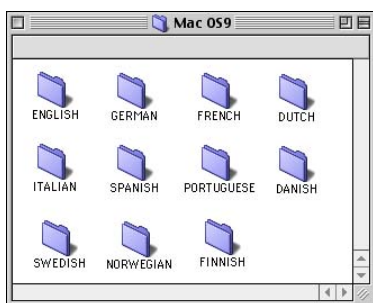 Mac OS9
ENGLISH GERMAN FRENCH DUTCH
ITALIAN SPANISH PORTUGUESE DANISH
SWEDISH NORWEGIAN FINNISH